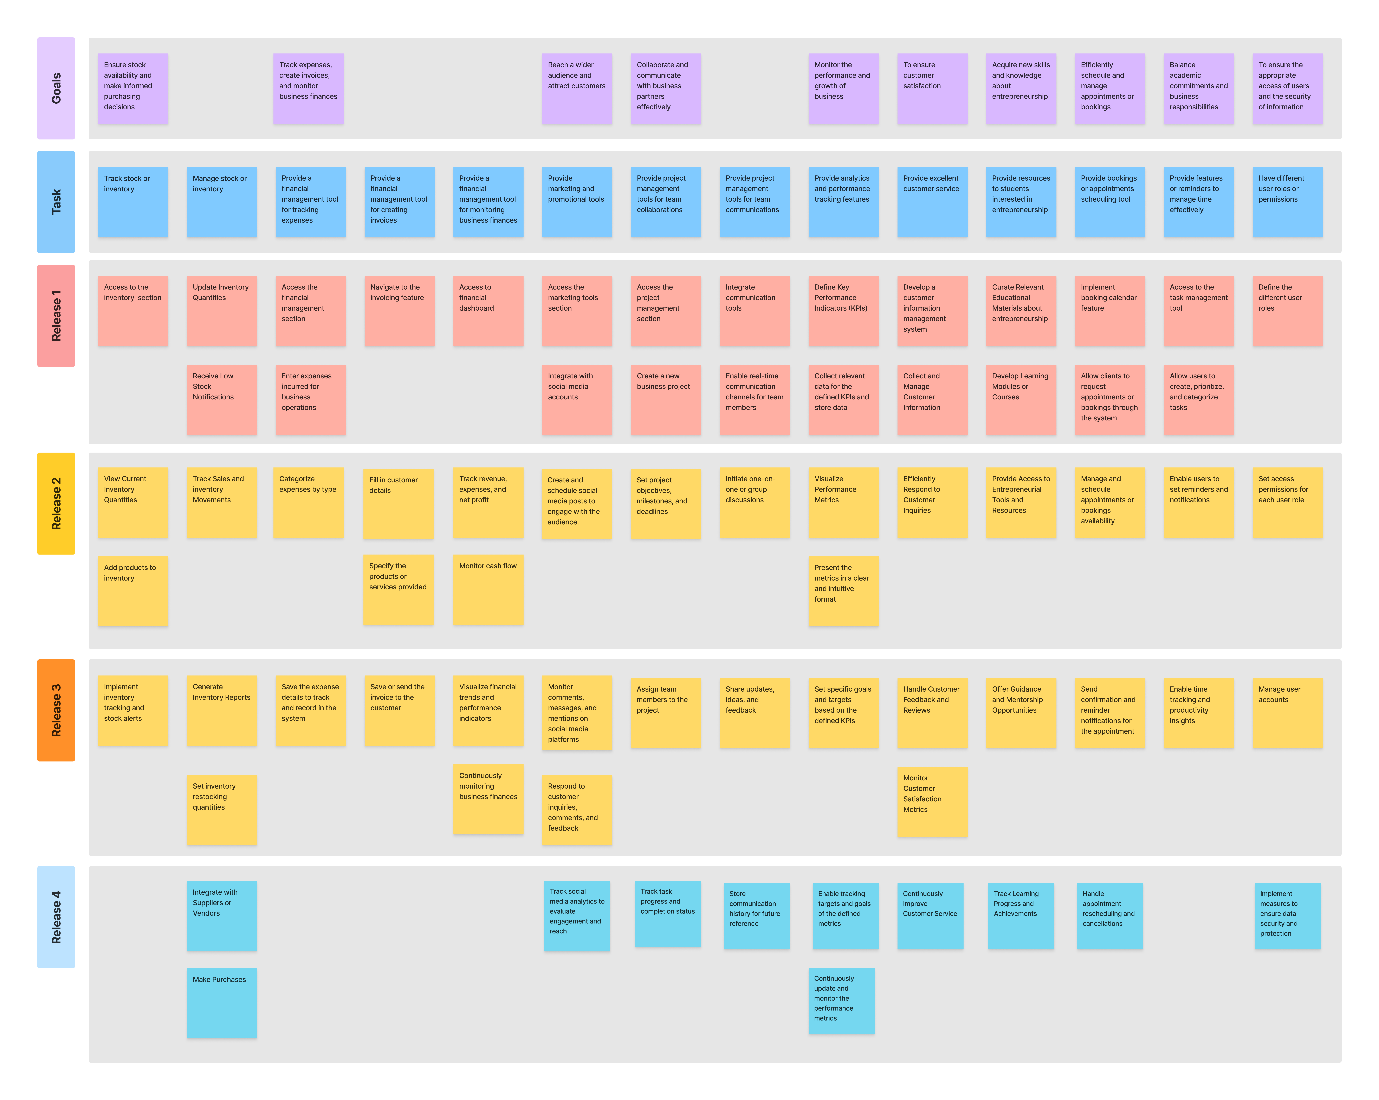 Goals
Ensure stock
availability and
make informed
purchasing
decisions
Track expenses,
create invoices,
and monitor
business finances
Reach a wider
audience and
attract customers
Collaborate and
communicate
with business
partners
effectively
Monitor the
performance and
growth of
business
To ensure
customer
satisfaction
Acquire new skills
and knowledge
about
entrepreneurship
Efficiently
schedule and
manage
appointments or
bookings
Balance
academic
commitments and
business
responsibilities
To ensure the
appropriate
access of users
and the security
of information
Task
Track stock or
inventory
Manage stock or
inventory
Provide a
financial
management tool
for tracking
expenses
Provide a
financial
management tool
for creating
invoices
Provide a
financial
management tool
for monitoring
business finances
Provide
marketing and
promotional tools
Provide project
management
tools for team
collaborations
Provide project
management
tools for team
communications
Provide analytics
and performance
tracking features
Provide excellent
customer service
Provide resources
to students
interested in
entrepreneurship
Provide bookings
or appointments
scheduling tool
Provide features
or reminders to
manage time
effectively
Have different
user roles or
permissions
Release 1
Access to the
inventory section
Update Inventory
Quantities
Access the
financial
management
section
Navigate to the
invoicing feature
Access to
financial
dashboard
Access the
marketing tools
section
Access the
project
management
section
Integrate
communication
tools
Define Key
Performance
Indicators (KPIs)
Develop a
customer
information
management
system
Curate Relevant
Educational
Materials about
entrepreneurship
Implement
booking calendar
feature
Access to the
task management
tool
Define the
different user
roles
Receive Low
Stock
Notifications
Enter expenses
incurred for
business
operations
Integrate with
social media
accounts
Create a new
business project
Enable real-time
communication
channels for team
members
Collect relevant
data for the
defined KPIs and
store data
Collect and
Manage
Customer
Information
Develop Learning
Modules or
Courses
Allow clients to
request
appointments or
bookings through
the system
Allow users to
create, prioritize,
and categorize
tasks
Release 2
View Current
Inventory
Quantities
Track Sales and
inventory
Movements
Categorize
expenses by type
Fill in customer
details
Track revenue,
expenses, and
net profit
Create and
schedule social
media posts to
engage with the
audience
Set project
objectives,
milestones, and
deadlines
Initiate one-on-
one or group
discussions
Visualize
Performance
Metrics
Efficiently
Respond to
Customer
Inquiries
Provide Access to
Entrepreneurial
Tools and
Resources
Manage and
schedule
appointments or
bookings
availability
Enable users to
set reminders and
notifications
Set access
permissions for
each user role
Add products to
inventory
Specify the
products or
services provided
Monitor cash flow
Present the
metrics in a clear
and intuitive
format
Release 3
Implement
inventory
tracking and
stock alerts
Generate
Inventory Reports
Save the expense
details to track
and record in the
system
Save or send the
invoice to the
customer
Visualize financial
trends and
performance
indicators
Monitor
comments,
messages, and
mentions on
social media
platforms
Assign team
members to the
project
Share updates,
ideas, and
feedback
Set specific goals
and targets
based on the
defined KPIs
Handle Customer
Feedback and
Reviews
Offer Guidance
and Mentorship
Opportunities
Send
confirmation and
reminder
notifications for
the appointment
Enable time
tracking and
productivity
insights
Manage user
accounts
Set inventory
restocking
quantities
Continuously
monitoring
business finances
Respond to
customer
inquiries,
comments, and
feedback
Monitor
Customer
Satisfaction
Metrics
Release 4
Integrate with
Suppliers or
Vendors
Track social
media analytics to
evaluate
engagement and
reach
Track task
progress and
completion status
Store
communication
history for future
reference
Enable tracking
targets and goals
of the defined
metrics
Continuously
Improve
Customer Service
Track Learning
Progress and
Achievements
Handle
appointment
rescheduling and
cancellations
Implement
measures to
ensure data
security and
protection
Make Purchases
Continuously
update and
monitor the
performance
metrics